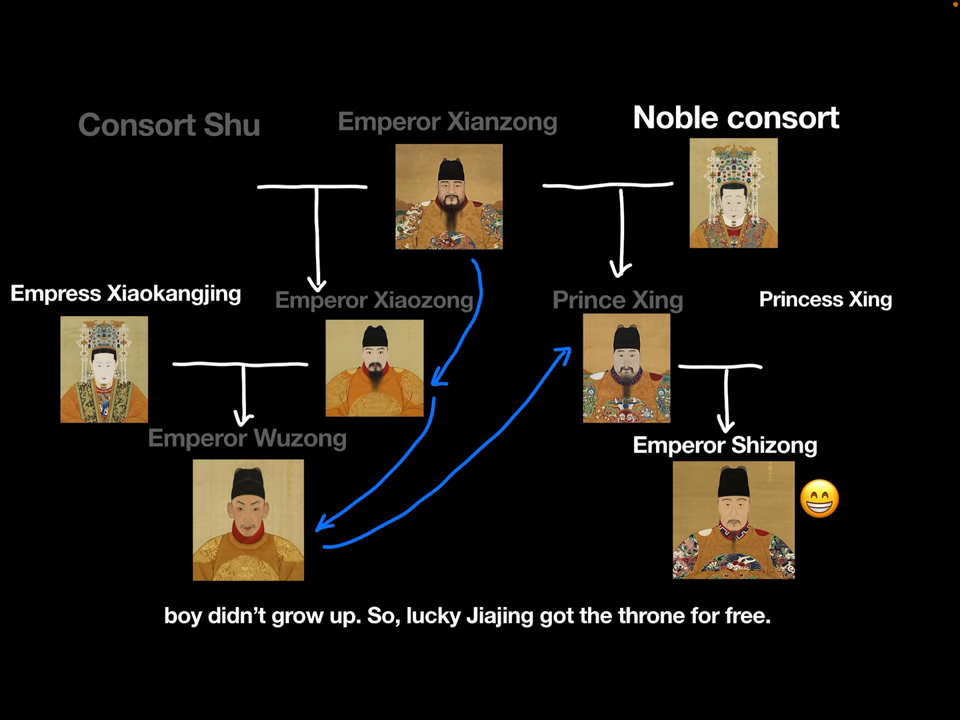 Consort Shu
Emperor Xianzong
Noble consort
Empress Xiaokangjing
Emperor Xiaozong
Prince Xing
Princess Xing
Emperor Wuzong
Emperor Shizong
boy didn’t grow up. So, lucky Jiajing got the throne for free.